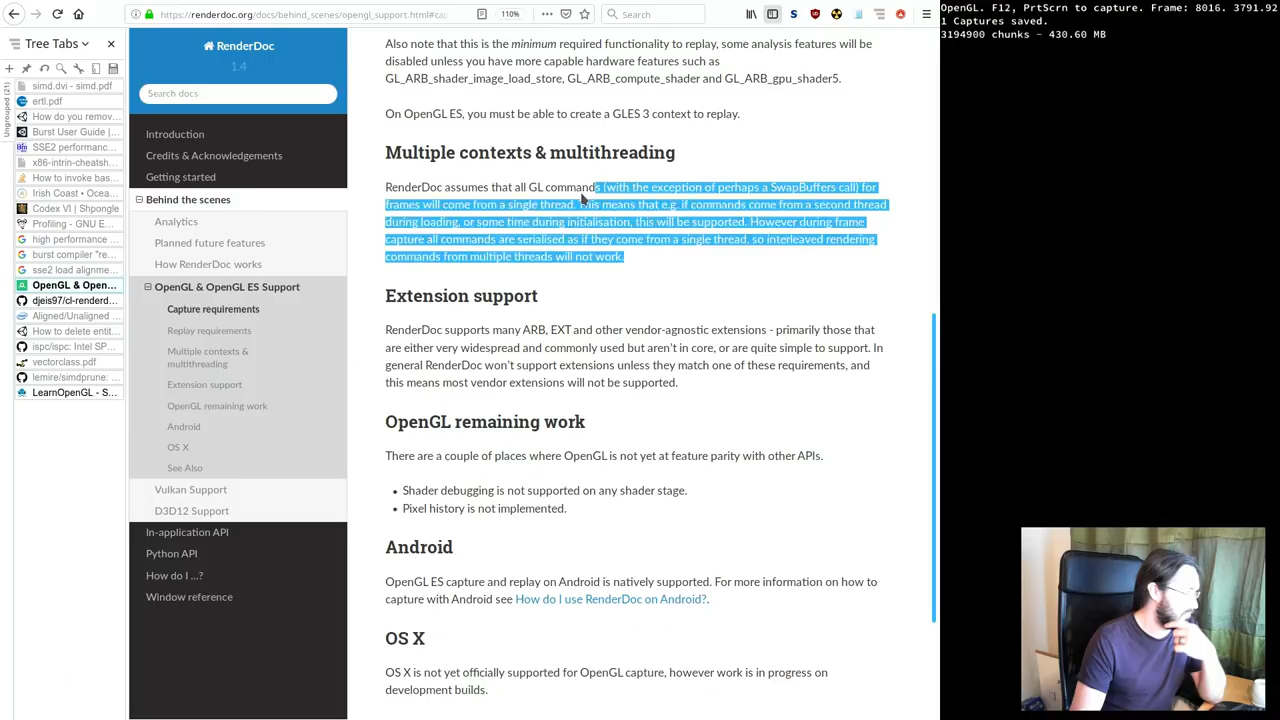 https://renderdoc.org/docs/behind_scenes/opengl_support.html#ca
110%
Search
OpenGL. F12, PrtScrn to capture. Frame: 8016. 3791.92
1 Captures saved.
3194900 chunks - 430.60 MB
Tree Tabs
Ungrouped (21)
simd.dvi - simd.pdf
ertl.pdf
How do you remov
Burst User Guide |
SSE2 performanc
x86-intrin-cheatsh
How to invoke bas
Irish Coast • Ocea
Codex VI | Shpongle
Profiling - GNU E
high performance
burst compiler "re
sse2 load alignme
OpenGL & Open...
djeis97/cl-renderd
Aligned/Unaligned
How to delete entit
ispc/ispc: Intel SP
vectorclass.pdf
lemire/simdprune:
LearnOpenGL - S...
RenderDoc
1.4
Search docs
Introduction
Credits & Acknowledgements
Getting started
Behind the scenes
Analytics
Planned future features
How RenderDoc works
OpenGL & OpenGL ES Support
Capture requirements
Replay requirements
Multiple contexts &
multithreading
Extension support
OpenGL remaining work
Android
OS X
See Also
Vulkan Support
D3D12 Support
In-application API
Python API
How do I ...?
Window reference
Also note that this is the minimum required functionality to replay, some analysis features will be
disabled unless you have more capable hardware features such as
GL_ARB_shader_image_load_store, GL_ARB_compute_shader and GL_ARB_gpu_shader5.
On OpenGL ES, you must be able to create a GLES 3 context to replay.
Multiple contexts & multithreading
RenderDoc assumes that all GL commands (with the exception of perhaps a SwapBuffers call) for
frames will come from a single thread. This means that e.g. if commands come from a second thread
during loading, or some time during initialisation, this will be supported. However during frame
capture all commands are serialised as if they come from a single thread, so interleaved rendering
commands from multiple threads will not work.
Extension support
RenderDoc supports many ARB, EXT and other vendor-agnostic extensions - primarily those that
are either very widespread and commonly used but aren't in core, or are quite simple to support. In
general RenderDoc won't support extensions unless they match one of these requirements, and
this means most vendor extensions will not be supported.
OpenGL remaining work
There are a couple of places where OpenGL is not yet at feature parity with other APIs.
• Shader debugging is not supported on any shader stage.
• Pixel history is not implemented.
Android
OpenGL ES capture and replay on Android is natively supported. For more information on how to
capture with Android see How do I use RenderDoc on Android?.
OS X
OS X is not yet officially supported for OpenGL capture, however work is in progress on
development builds.